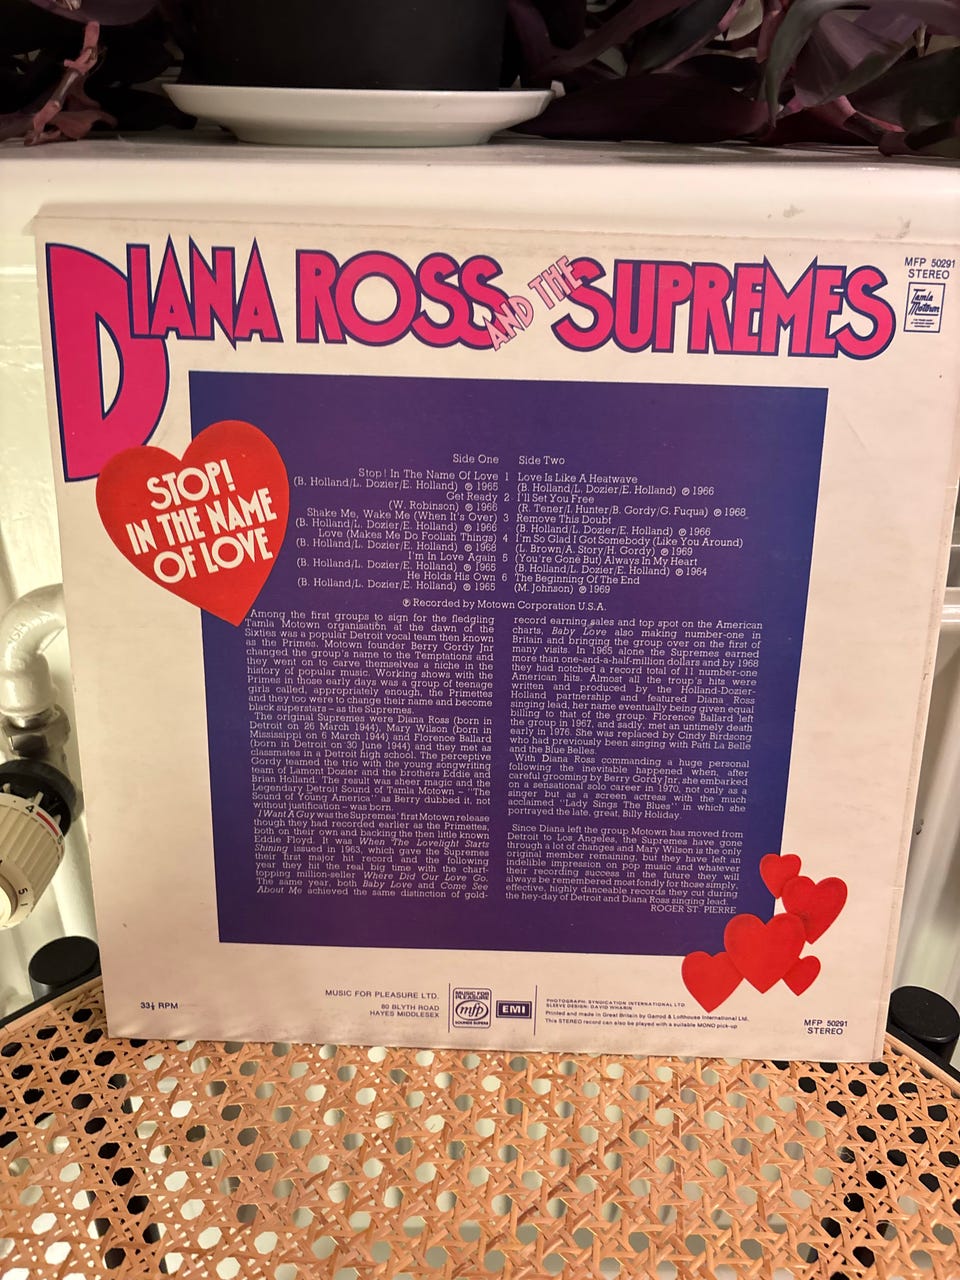 DIANA ROSS AND THE SUPREMES
MFP 50291
STEREO
Tamla
Motown
STOP!
IN THE NAME
OF LOVE
Side One
Stop! In The Name Of Love 1
(B. Holland/L. Dozier/E. Holland) ℗ 1965
Get Ready 2
(W. Robinson) ℗ 1966
Shake Me, Wake Me (When It's Over) 3
(B. Holland/L. Dozier/E. Holland) ℗ 1966
Love (Makes Me Do Foolish Things) 4
(B. Holland/L. Dozier/E. Holland) ℗ 1968
I'm In Love Again 5
(B. Holland/L. Dozier/E. Holland) ℗ 1965
He Holds His Own 6
(B. Holland/L. Dozier/E. Holland) ℗ 1965
Side Two
Love Is Like A Heatwave
(B. Holland/L. Dozier/E. Holland) ℗ 1966
I'll Set You Free
(R. Tener/I. Hunter/B. Gordy/G. Fuqua) ℗ 1968
Remove This Doubt
(B. Holland/L. Dozier/E. Holland) ℗ 1966
I'm So Glad I Got Somebody (Like You Around)
(L. Brown/A. Story/H. Gordy) ℗ 1969
(You're Gone But) Always In My Heart
(B. Holland/L. Dozier/E. Holland) ℗ 1964
The Beginning Of The End
(M. Johnson) ℗ 1969
℗ Recorded by Motown Corporation U.S.A.
Among the first groups to sign for the fledgling
Tamla Motown organisation at the dawn of the
Sixties was a popular Detroit vocal team then known
as the Primes. Motown founder Berry Gordy Jnr
changed the group's name to the Temptations and
they went on to carve themselves a niche in the
history of popular music. Working shows with the
Primes in those early days was a group of teenage
girls called, appropriately enough, the Primettes
and they too were to change their name and become
black superstars – as the Supremes.
The original Supremes were Diana Ross (born in
Detroit on 26 March 1944), Mary Wilson (born in
Mississippi on 6 March 1944) and Florence Ballard
(born in Detroit on 30 June 1944) and they met as
classmates in a Detroit high school. The perceptive
Gordy teamed the trio with the young songwriting
team of Lamont Dozier and the brothers Eddie and
Brian Holland. The result was sheer magic and the
Legendary Detroit Sound of Tamla Motown – "The
Sound of Young America" as Berry dubbed it, not
without justification – was born.
I Want A Guy was the Supremes' first Motown release
though they had recorded earlier as the Primettes,
both on their own and backing the then little known
Eddie Floyd. It was When The Lovelight Starts
Shining issued in 1963, which gave the Supremes
their first major hit record and the following
year they hit the real big time with the chart-
topping million-seller Where Did Our Love Go.
The same year, both Baby Love and Come See
About Me achieved the same distinction of gold-
record earning sales and top spot on the American
charts, Baby Love also making number-one in
Britain and bringing the group over on the first of
many visits. In 1965 alone the Supremes earned
more than one-and-a-half-million dollars and by 1968
they had notched a record total of 11 number-one
American hits. Almost all the troup's hits were
written and produced by the Holland-Dozier-
Holland partnership and featured Diana Ross
singing lead, her name eventually being given equal
billing to that of the group. Florence Ballard left
the group in 1967, and sadly, met an untimely death
early in 1976. She was replaced by Cindy Birdsong
who had previously been singing with Patti La Belle
and the Blue Belles.
With Diana Ross commanding a huge personal
following the inevitable happened when, after
careful grooming by Berry Gordy Jnr. she embarked
on a sensational solo career in 1970, not only as a
singer but as a screen actress with the much
acclaimed "Lady Sings The Blues" in which she
portrayed the late, great, Billy Holiday.
Since Diana left the group Motown has moved from
Detroit to Los Angeles, the Supremes have gone
through a lot of changes and Mary Wilson is the only
original member remaining, but they have left an
indelible impression on pop music and whatever
their recording success in the future they will
always be remembered most fondly for those simply,
effective, highly danceable records they cut during
the hey-day of Detroit and Diana Ross singing lead.
ROGER ST. PIERRE
33⅓ RPM
MUSIC FOR PLEASURE LTD.
80 BLYTH ROAD
HAYES MIDDLESEX
MUSIC FOR
PLEASURE
mfp
SOUNDS SUPERB
EMI
PHOTOGRAPH: SYNDICATION INTERNATIONAL LTD.
SLEEVE DESIGN: DAVID WHARIN
Printed and made in Great Britain by Garrod & Lofthouse International Ltd.
This STEREO record can also be played with a suitable MONO pick-up
MFP 50291
STEREO
4
5